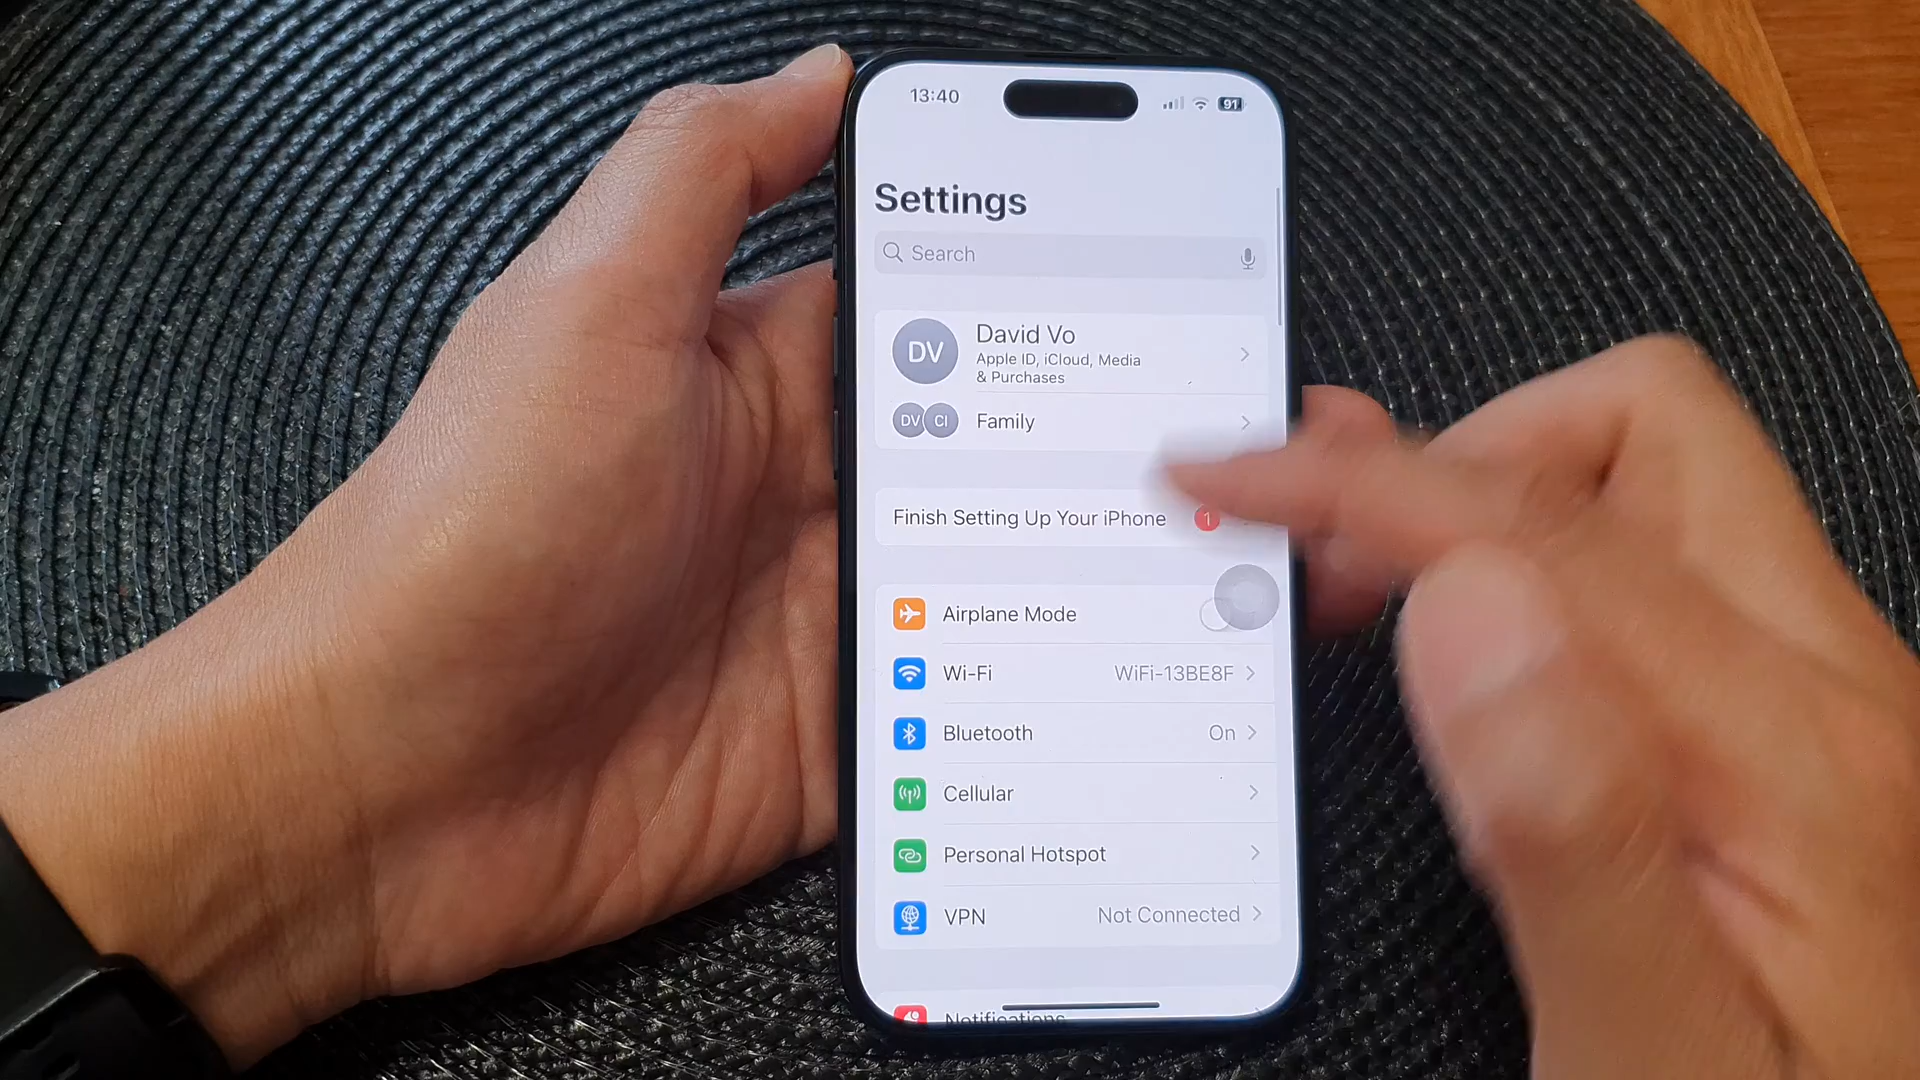 13:40
91
Settings
Search
DV
David Vo
Apple ID, iCloud, Media
& Purchases
DV CI
Family
Finish Setting Up Your iPhone 1
Airplane Mode
Wi-Fi WiFi-13BE8F
Bluetooth On
Cellular
Personal Hotspot
VPN Not Connected
Notifications